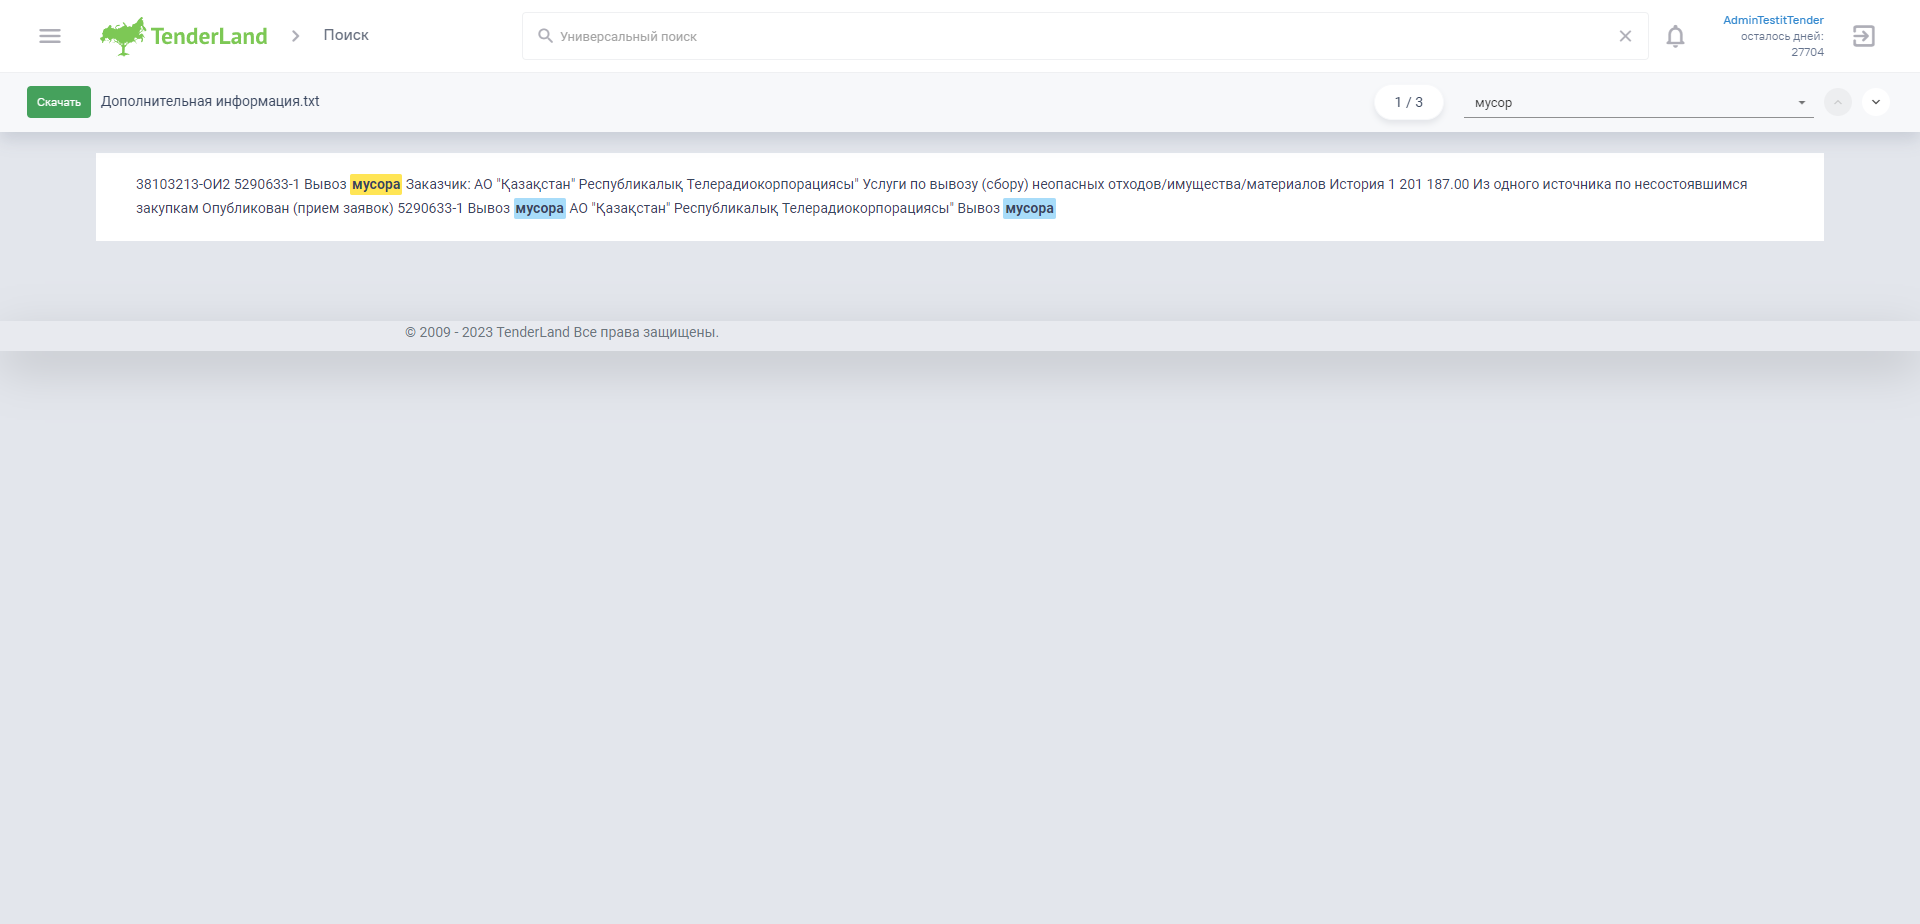 TenderLand
Поиск
Универсальный поиск
AdminTestitTender
осталось дней:
27704
Скачать
Дополнительная информация.txt
1 / 3
мусор
38103213-ОИ2 5290633-1 Вывоз мусора Заказчик: АО "Қазақстан" Республикалық Телерадиокорпорациясы" Услуги по вывозу (сбору) неопасных отходов/имущества/материалов История 1 201 187.00 Из одного источника по несостоявшимся
закупкам Опубликован (прием заявок) 5290633-1 Вывоз мусора АО "Қазақстан" Республикалық Телерадиокорпорациясы" Вывоз мусора
© 2009 - 2023 TenderLand Все права защищены.